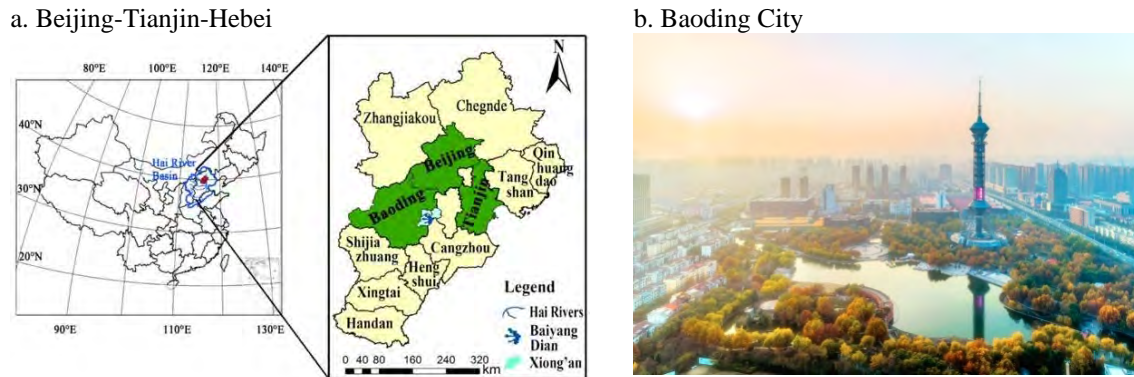 a. Beijing-Tianjin-Hebei
b. Baoding City
80°E 100°E 120°E 140°E
40°N
30°N
20°N
90°E 110°E 130°E
Hai River
Basin
N
Zhangjiakou
Chegnde
Beijing
Qin
huang
dao
Tang
shan
Tianjin
Baoding
Shijia
zhuang
Cangzhou
Heng
shui
Xingtai
Handan
Legend
Hai Rivers
Baiyang
Dian
Xiong'an
0 40 80 160 240 320
km